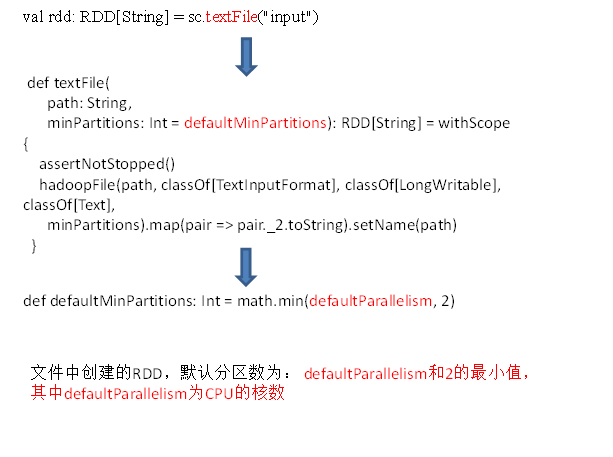 val rdd: RDD[String] = sc.textFile("input")
def textFile(
path: String,
minPartitions: Int = defaultMinPartitions): RDD[String] = withScope
{
assertNotStopped()
hadoopFile(path, classOf[TextInputFormat], classOf[LongWritable],
classOf[Text],
minPartitions).map(pair => pair._2.toString).setName(path)
}
def defaultMinPartitions: Int = math.min(defaultParallelism, 2)
文件中创建的RDD，默认分区数为： defaultParallelism和2的最小值，
其中defaultParallelism为CPU的核数